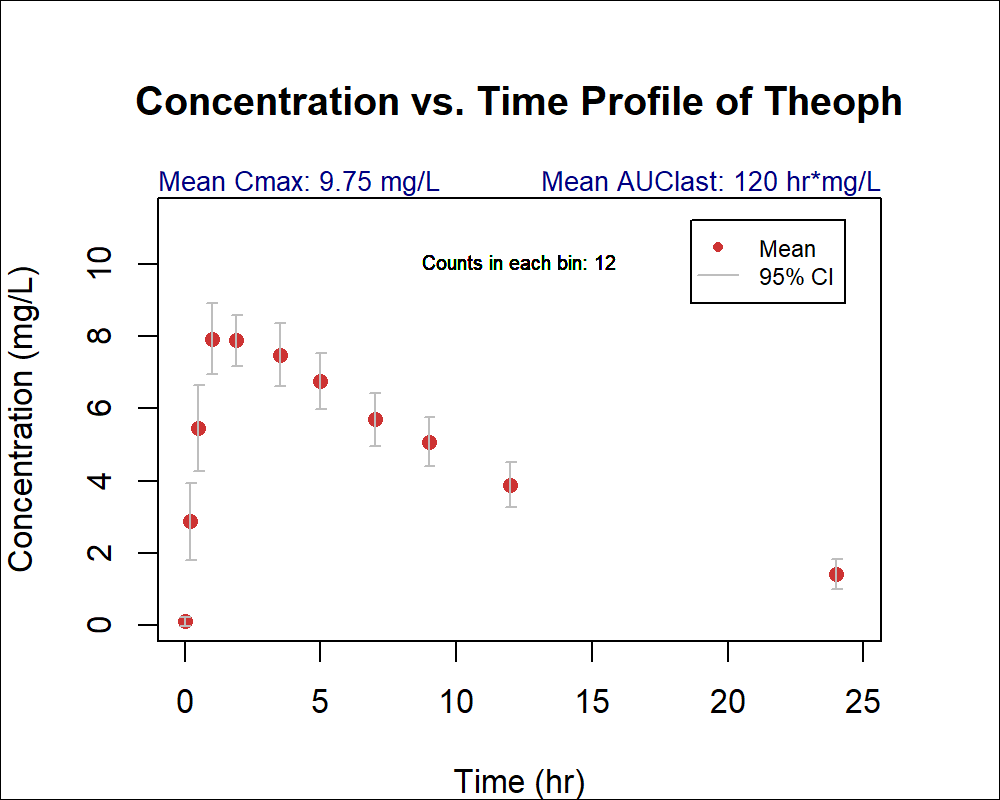 Concentration vs. Time Profile of Theoph
Mean Cmax: 9.75 mg/L
Mean AUClast: 120 hr*mg/L
Counts in each bin: 12
Mean
95% CI
Concentration (mg/L)
10
8
6
4
2
0
0 5 10 15 20 25
Time (hr)